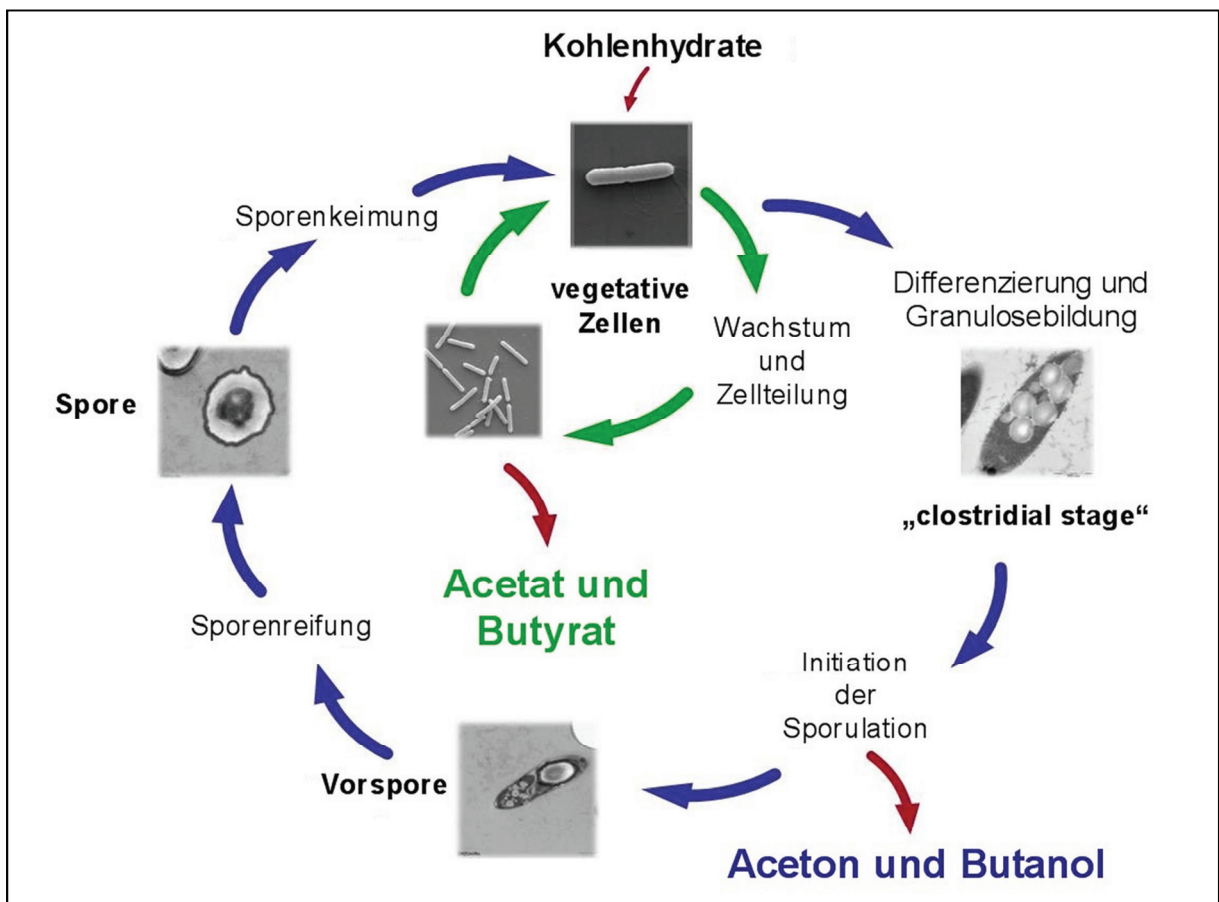 Kohlenhydrate
Sporenkeimung
vegetative
Zellen
Wachstum
und
Zellteilung
Differenzierung und
Granulosebildung
Spore
„clostridial stage“
Acetat und
Butyrat
Sporenreifung
Initiation
der
Sporulation
Vorspore
Aceton und Butanol